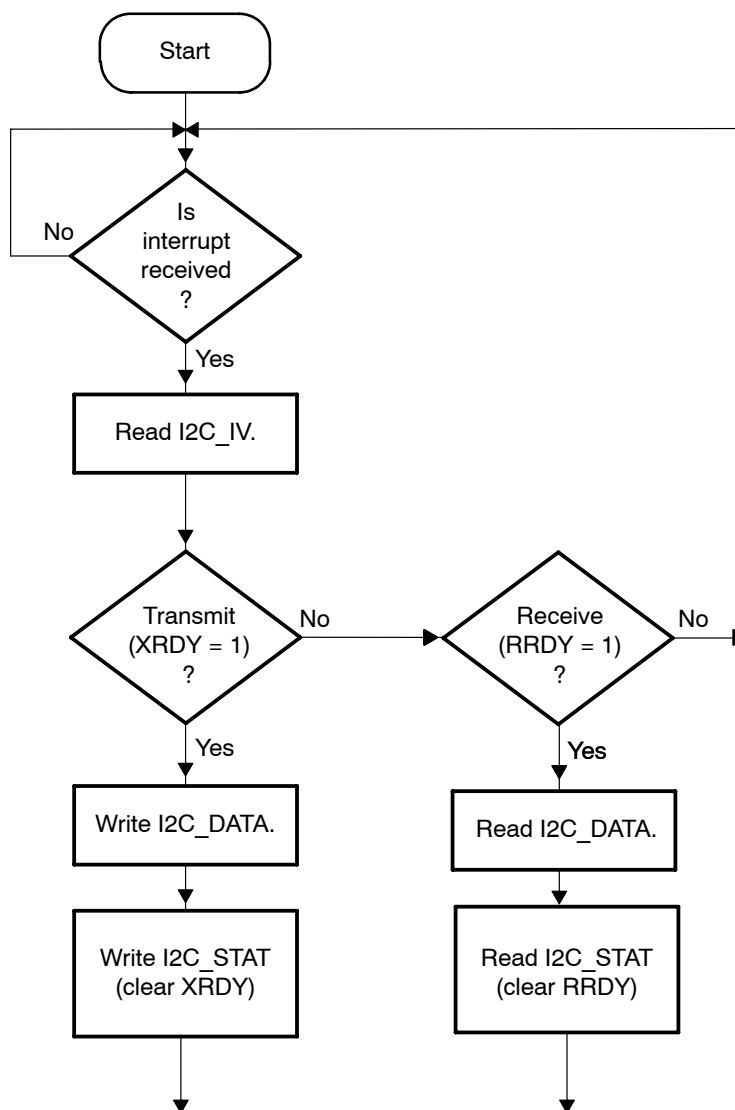 Start
No
Is
interrupt
received
?
Yes
Read I2C_IV.
Transmit
(XRDY = 1)
?
No
Receive
(RRDY = 1)
?
No
Yes
Yes
Write I2C_DATA.
Read I2C_DATA.
Write I2C_STAT
(clear XRDY)
Read I2C_STAT
(clear RRDY)